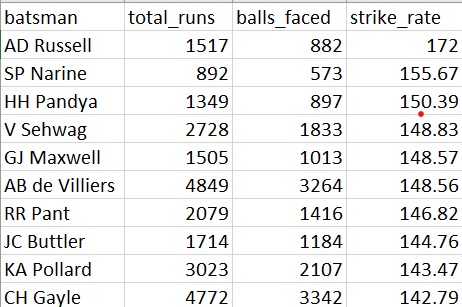 batsman total_runs balls_faced strike_rate
AD Russell 1517 882 172
SP Narine 892 573 155.67
HH Pandya 1349 897 150.39
V Sehwag 2728 1833 148.83
GJ Maxwell 1505 1013 148.57
AB de Villiers 4849 3264 148.56
RR Pant 2079 1416 146.82
JC Buttler 1714 1184 144.76
KA Pollard 3023 2107 143.47
CH Gayle 4772 3342 142.79